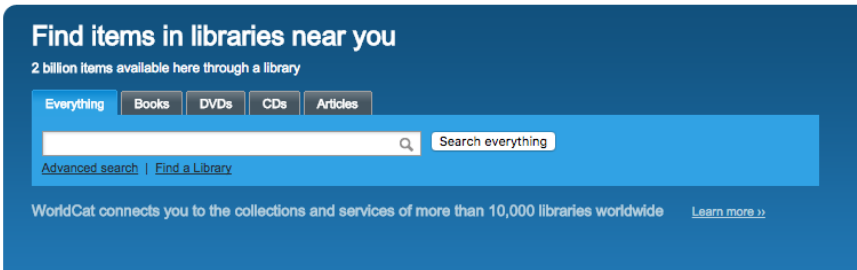 Find items in libraries near you
2 billion items available here through a library
Everything Books DVDs CDs Articles
Search everything
Advanced search | Find a Library
WorldCat connects you to the collections and services of more than 10,000 libraries worldwide Learn more ››